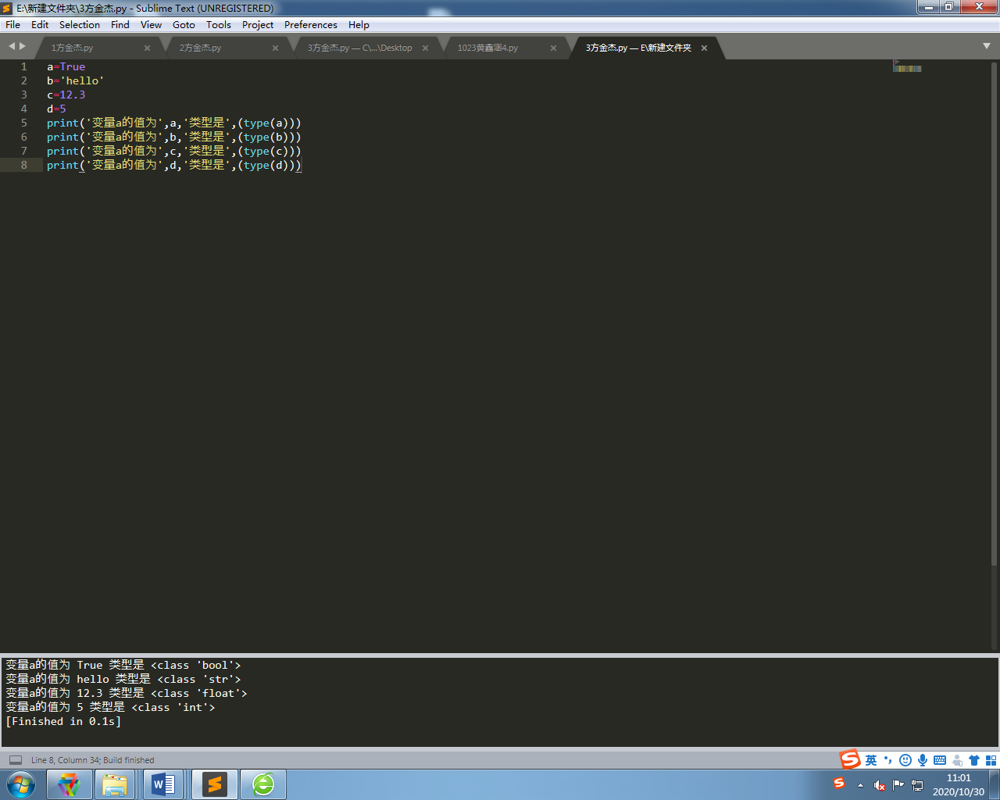 E:\新建文件夹\3方金杰.py - Sublime Text (UNREGISTERED)
File Edit Selection Find View Goto Tools Project Preferences Help
1方金杰.py 2方金杰.py 3方金杰.py — C\...\Desktop 1023黄鑫涵4.py 3方金杰.py — E\新建文件夹
1 a=True
2 b='hello'
3 c=12.3
4 d=5
5 print('变量a的值为',a,'类型是',(type(a)))
6 print('变量a的值为',b,'类型是',(type(b)))
7 print('变量a的值为',c,'类型是',(type(c)))
8 print('变量a的值为',d,'类型是',(type(d)))
变量a的值为 True 类型是 <class 'bool'>
变量a的值为 hello 类型是 <class 'str'>
变量a的值为 12.3 类型是 <class 'float'>
变量a的值为 5 类型是 <class 'int'>
[Finished in 0.1s]
Line 8, Column 34; Build finished
英
11:01
2020/10/30